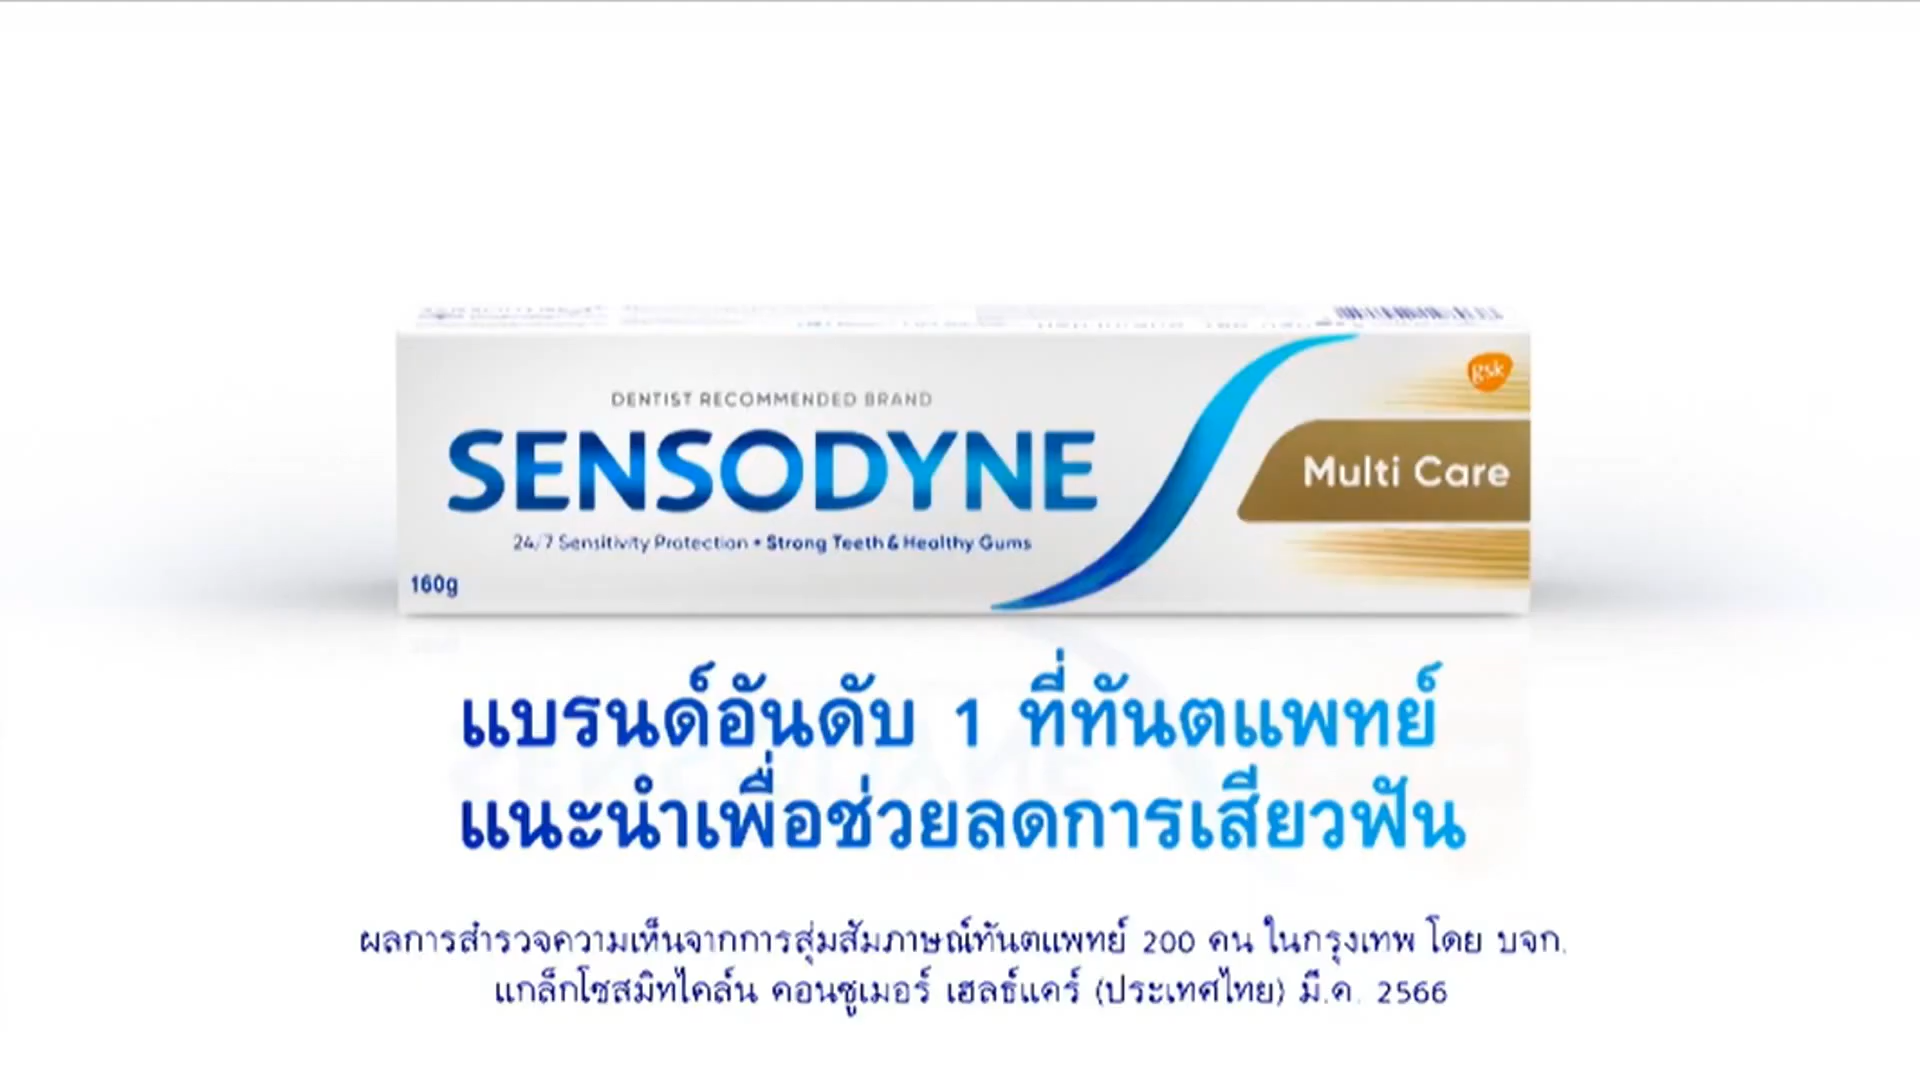 DENTIST RECOMMENDED BRAND
SENSODYNE
24/7 Sensitivity Protection • Strong Teeth & Healthy Gums
160g
gsk
Multi Care
แบรนด์อันดับ 1 ที่ทันตแพทย์
แนะนำเพื่อช่วยลดการเสียวฟัน
ผลการสำรวจความเห็นจากการสุ่มสัมภาษณ์ทันตแพทย์ 200 คน ในกรุงเทพ โดย บจก.
แกล็กโซสมิทไคล์น คอนซูเมอร์ เฮลธ์แคร์ (ประเทศไทย) มี.ค. 2566